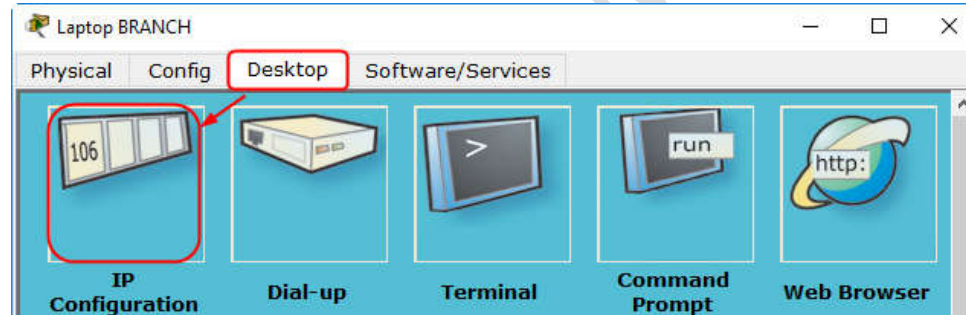 Laptop BRANCH
Physical Config Desktop Software/Services
106
>
run
http:
IP Configuration
Dial-up
Terminal
Command Prompt
Web Browser